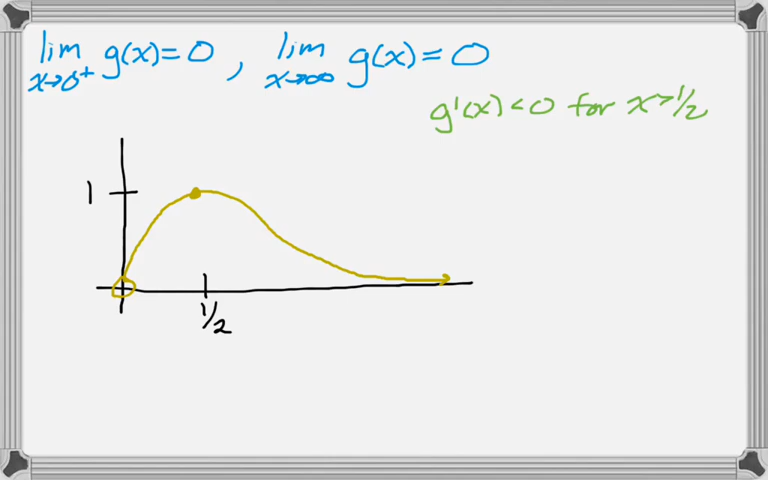 lim x→0⁺ g(x)=0 , lim x→∞ g(x)=0
g'(x)<0 for x>1/2
1
1/2